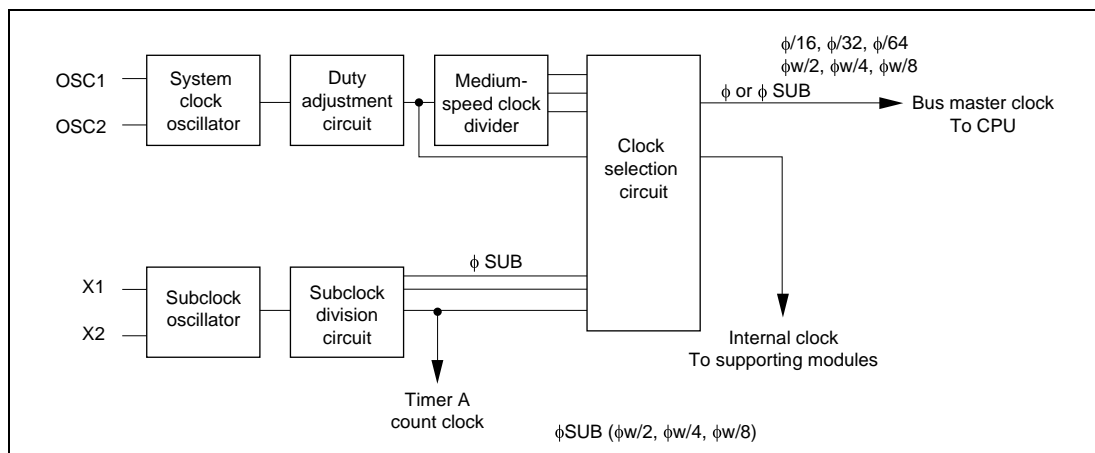 OSC1
OSC2
System
clock
oscillator
Duty
adjustment
circuit
Medium-
speed clock
divider
Clock
selection
circuit
ϕ/16, ϕ/32, ϕ/64
ϕw/2, ϕw/4, ϕw/8
ϕ or ϕ SUB
Bus master clock
To CPU
X1
X2
Subclock
oscillator
Subclock
division
circuit
ϕ SUB
Timer A
count clock
Internal clock
To supporting modules
ϕSUB (ϕw/2, ϕw/4, ϕw/8)